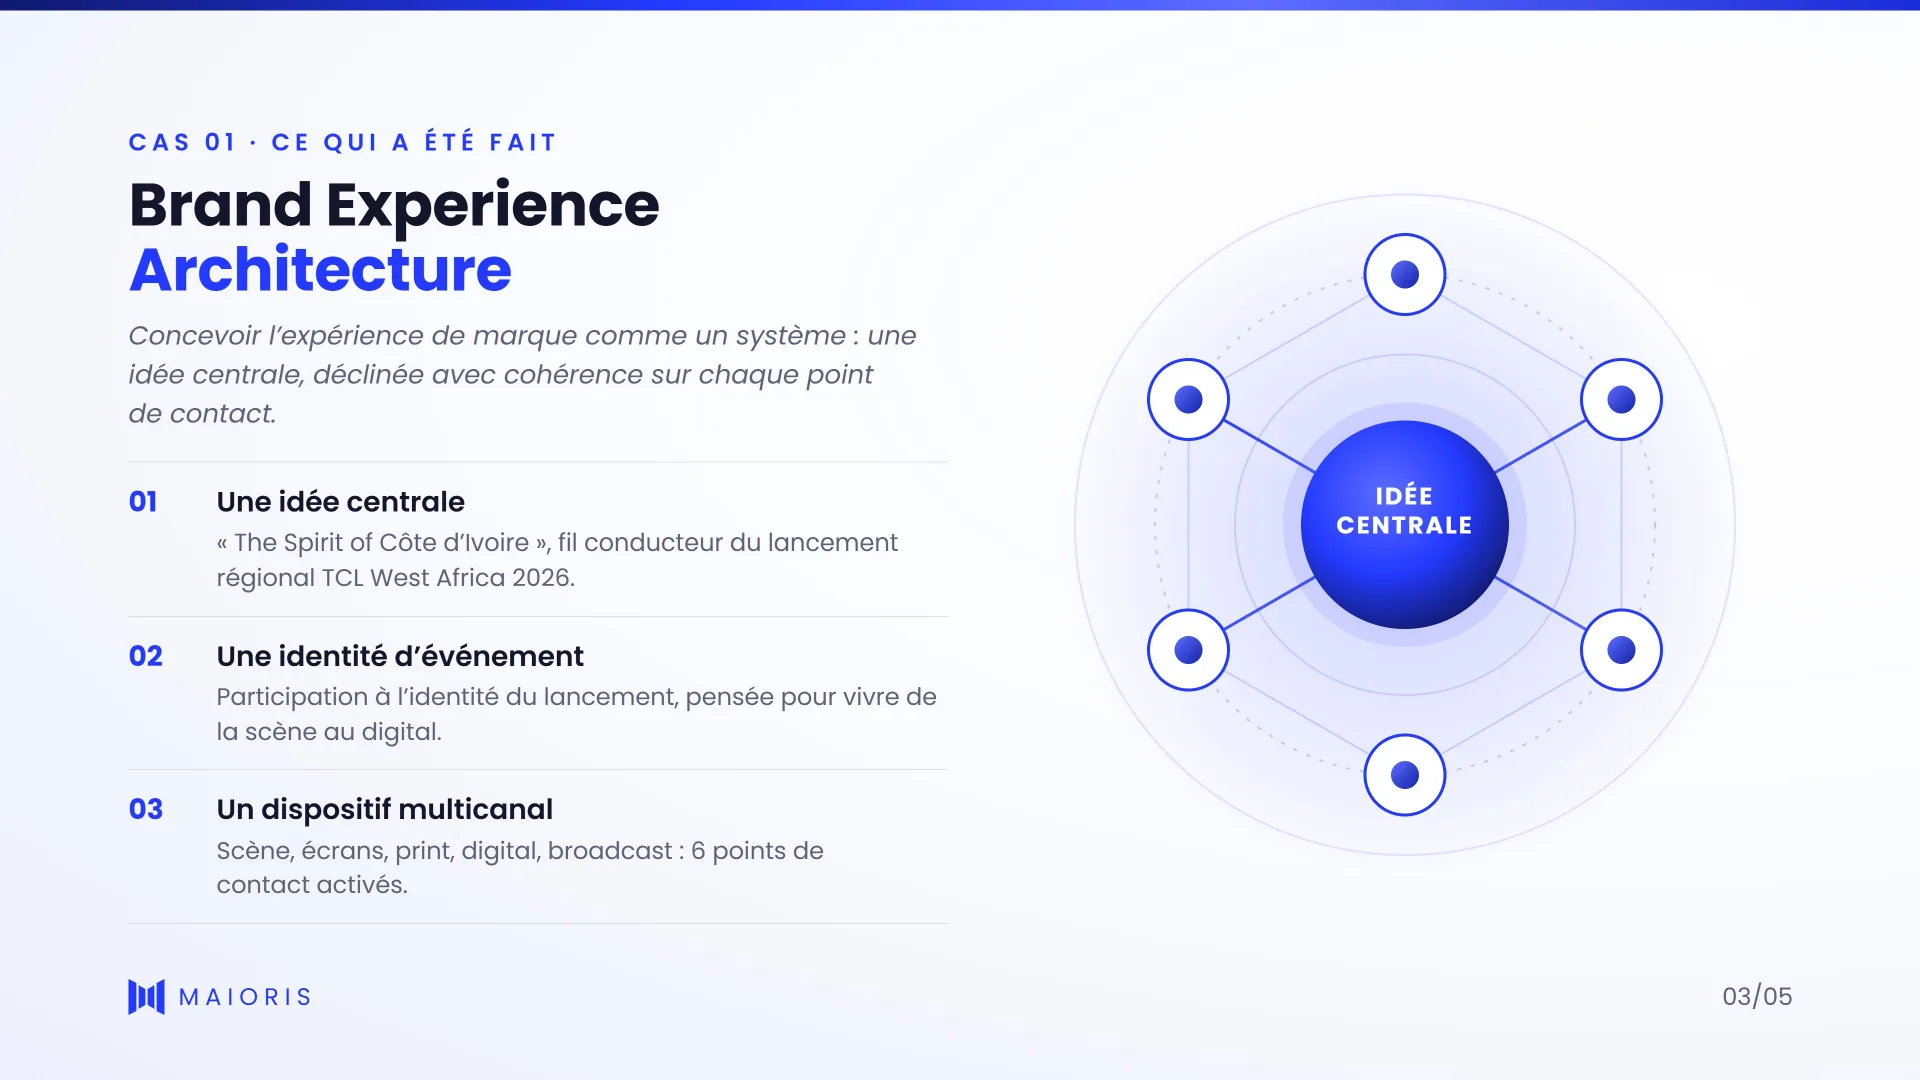 CAS 01 · CE QUI A ÉTÉ FAIT
Brand Experience
Architecture
Concevoir l’expérience de marque comme un système : une
idée centrale, déclinée avec cohérence sur chaque point
de contact.
01 Une idée centrale
« The Spirit of Côte d’Ivoire », fil conducteur du lancement
régional TCL West Africa 2026.
02 Une identité d’événement
Participation à l’identité du lancement, pensée pour vivre de
la scène au digital.
03 Un dispositif multicanal
Scène, écrans, print, digital, broadcast : 6 points de
contact activés.
IDÉE
CENTRALE
MAIORIS
03/05